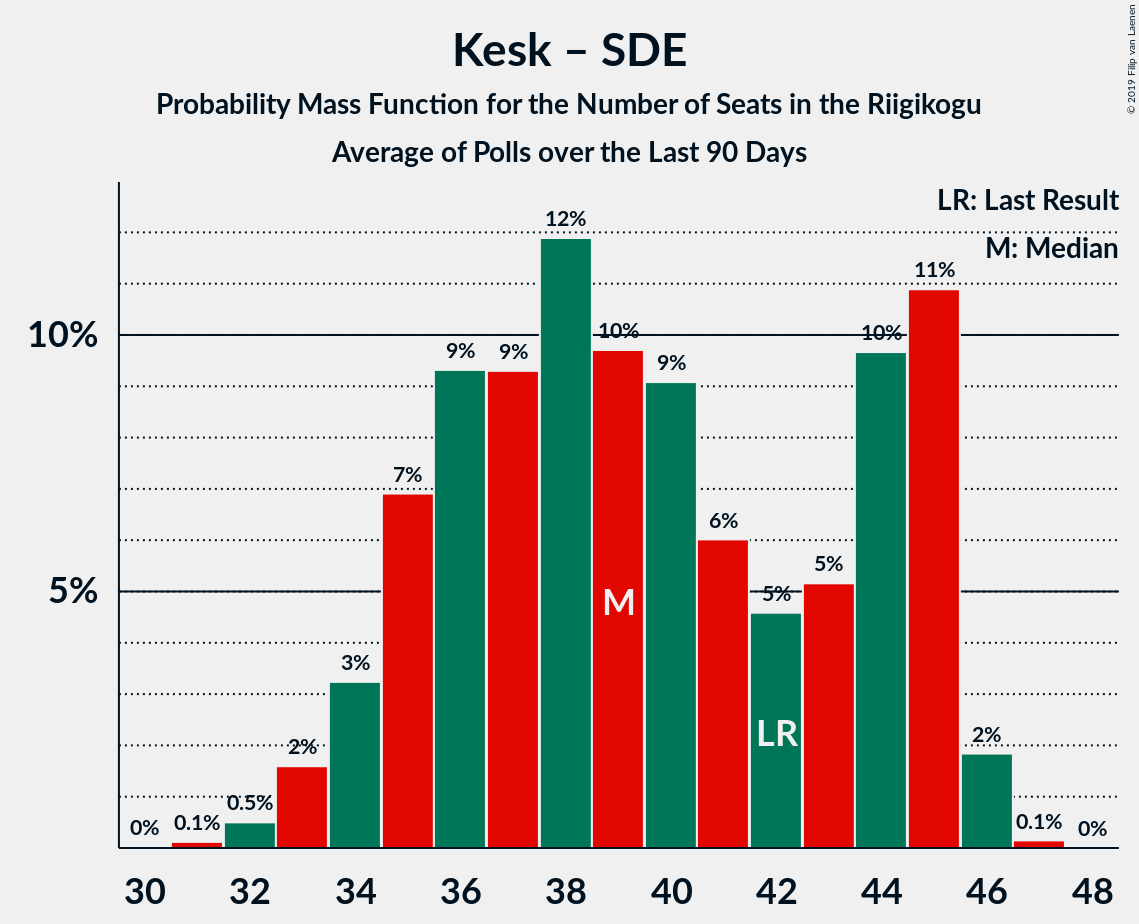 Kesk – SDE
Probability Mass Function for the Number of Seats in the Riigikogu
Average of Polls over the Last 90 Days
© 2019 Filip van Laenen
LR: Last Result
M: Median
10%
5%
0%
0.1%
0.5%
2%
3%
7%
9%
9%
12%
10%
9%
6%
5%
5%
10%
11%
2%
0.1%
0%
M
LR
30 32 34 36 38 40 42 44 46 48